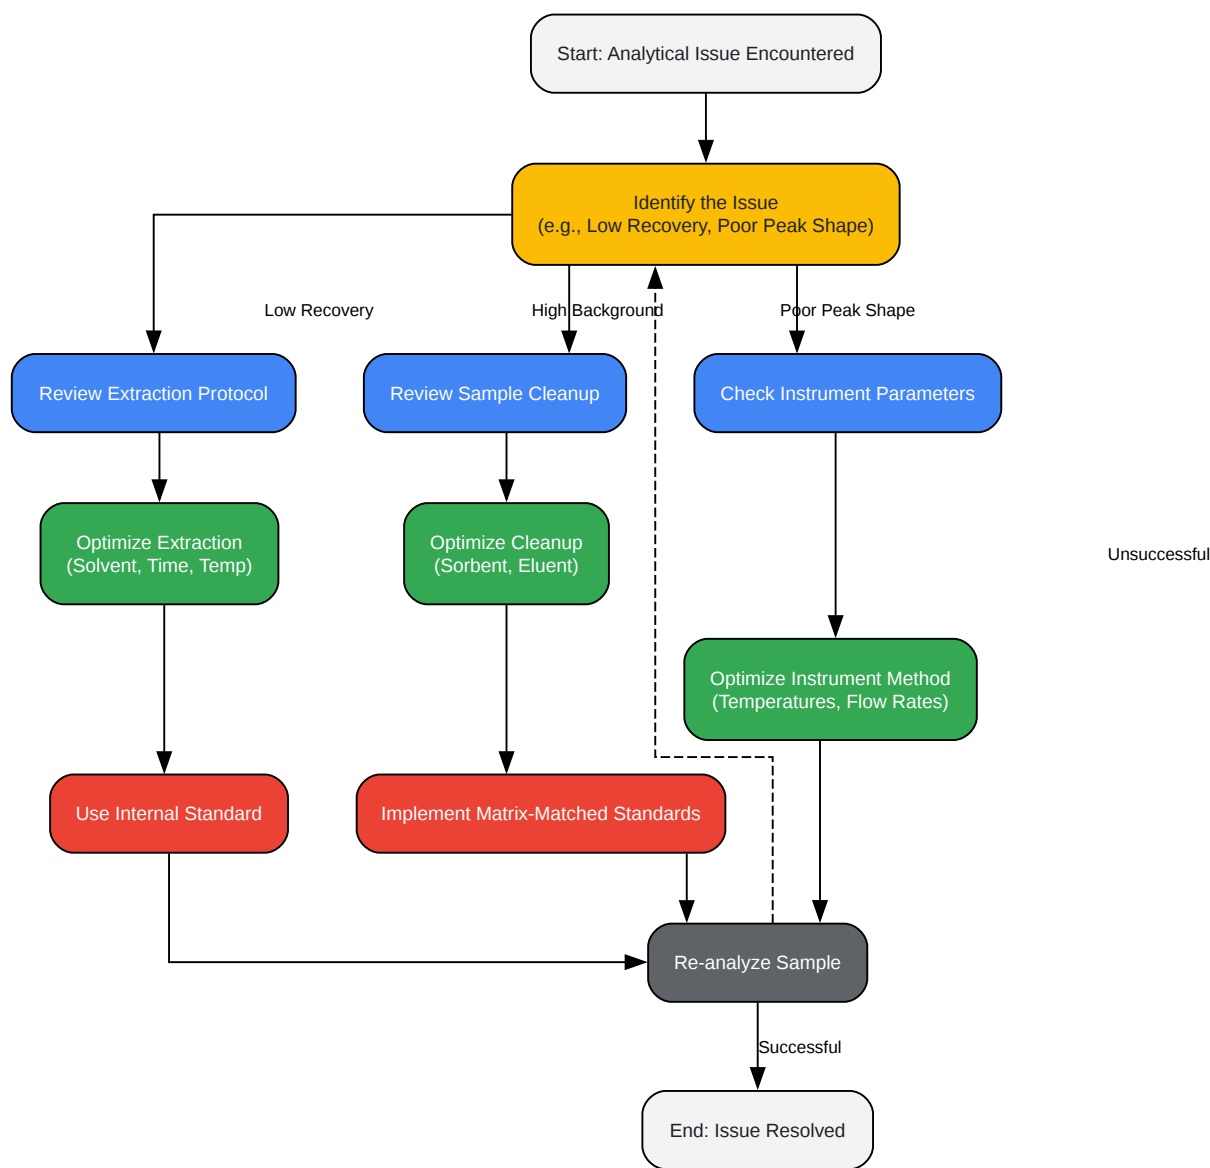 Start: Analytical Issue Encountered
Identify the Issue
(e.g., Low Recovery, Poor Peak Shape)
Low Recovery
High Background
Poor Peak Shape
Review Extraction Protocol
Review Sample Cleanup
Check Instrument Parameters
Optimize Extraction
(Solvent, Time, Temp)
Optimize Cleanup
(Sorbent, Eluent)
Unsuccessful
Optimize Instrument Method
(Temperatures, Flow Rates)
Use Internal Standard
Implement Matrix-Matched Standards
Re-analyze Sample
Successful
End: Issue Resolved